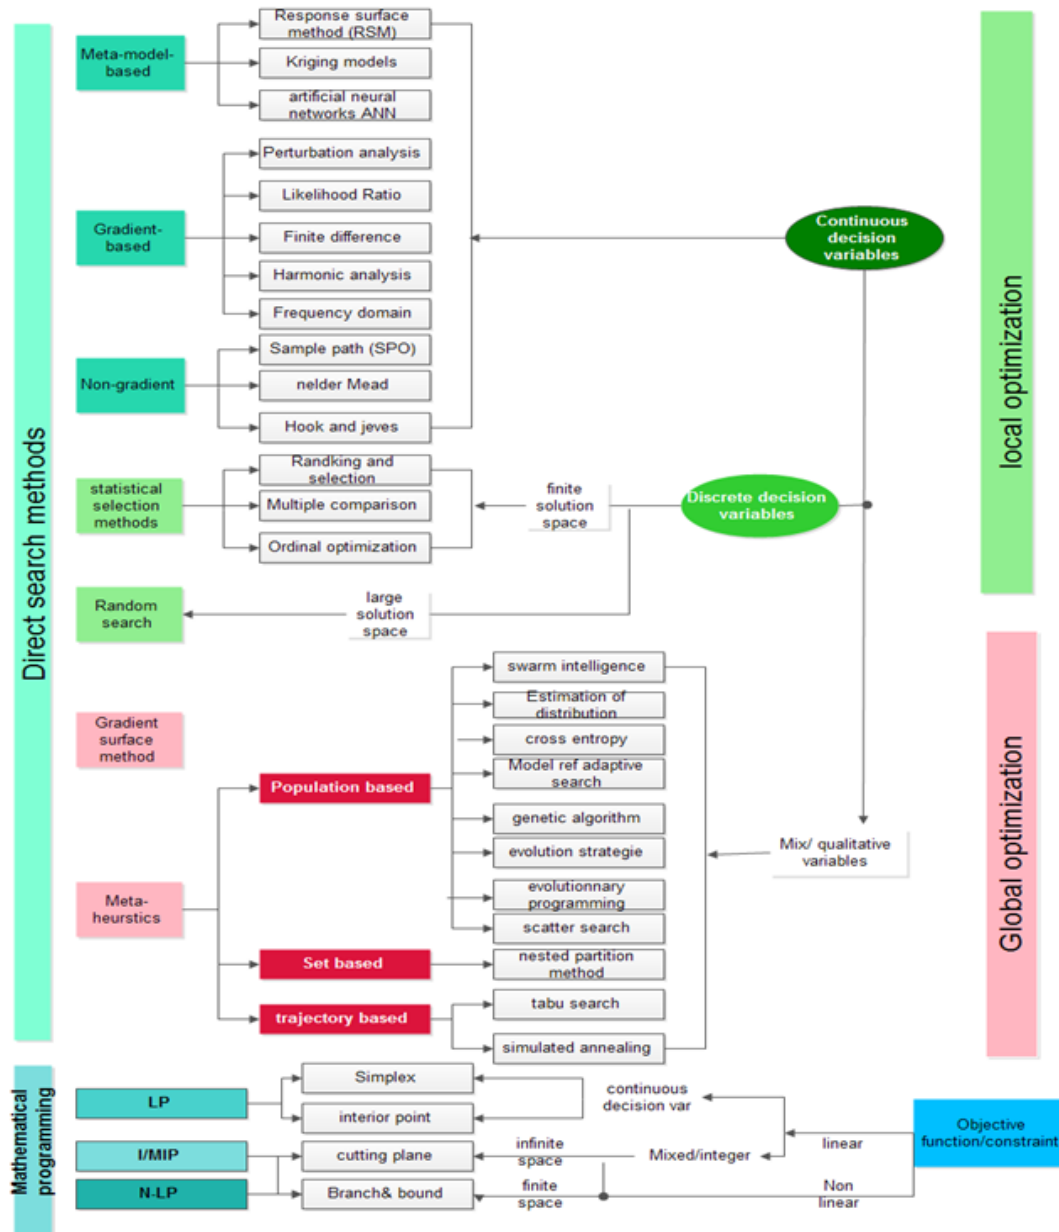 Direct search methods
Meta-model-
based
Response surface
method (RSM)
Kriging models
artificial neural
networks ANN
Gradient-
based
Perturbation analysis
Likelihood Ratio
Finite difference
Harmonic analysis
Frequency domain
Non-gradient
Sample path (SPO)
nelder Mead
Hook and jeves
statistical
selection
methods
Randking and
selection
Multiple comparison
Ordinal optimization
finite
solution
space
Discrete decision
variables
Continuous
decision
variables
local optimization
Random
search
large
solution
space
Gradient
surface
method
Meta-
heurstics
Population based
swarm intelligence
Estimation of
distribution
cross entropy
Model ref adaptive
search
genetic algorithm
evolution strategie
evolutionnary
programming
scatter search
Set based
nested partition
method
trajectory based
tabu search
simulated annealing
Mix/ qualitative
variables
Global optimization
Mathematical
programming
LP
Simplex
interior point
continuous
decision var
I/MIP
cutting plane
infinite
space
Mixed/integer
linear
N-LP
Branch& bound
finite
space
Non
linear
Objective
function/constraint